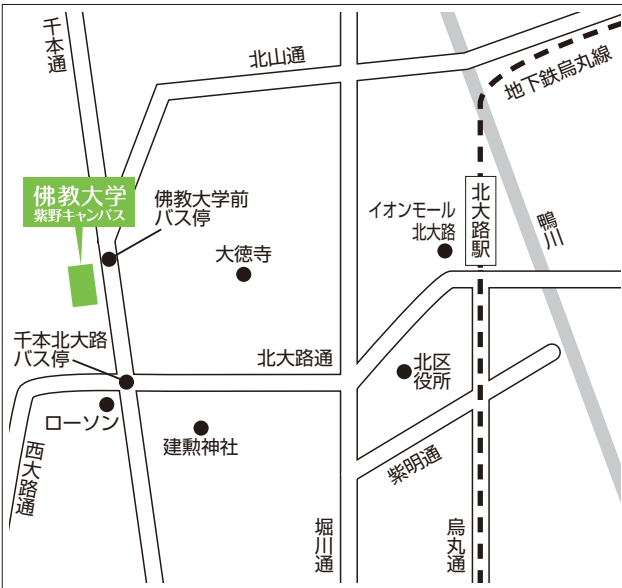 千本通
北山通
地下鉄烏丸線
佛教大学
紫野キャンパス
佛教大学前
バス停
イオンモール
北大路
北大路駅
鴨川
大徳寺
千本北大路
バス停
北大路通
北区
役所
ローソン
建勲神社
紫明通
西大路通
堀川通
烏丸通